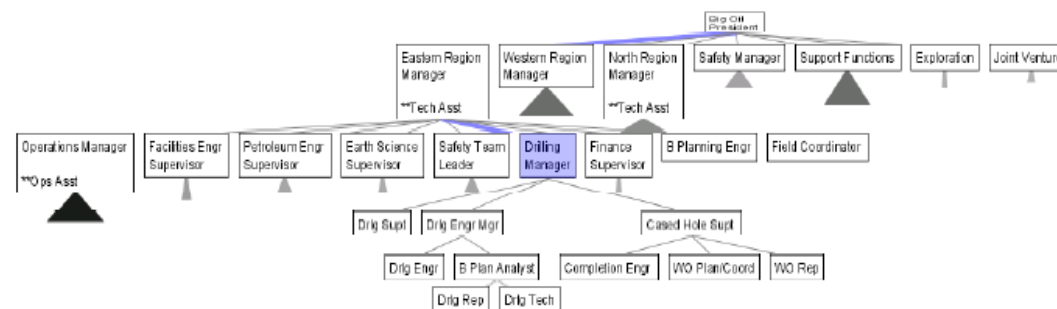 Big Oil
President
Eastern Region
Manager
**Tech Asst
Western Region
Manager
North Region
Manager
**Tech Asst
Safety Manager
Support Functions
Exploration
Joint Venture
Operations Manager
**Ops Asst
Facilities Engr
Supervisor
Petroleum Engr
Supervisor
Earth Science
Supervisor
Safety Team
Leader
Drilling
Manager
Finance
Supervisor
B Planning Engr
Field Coordinator
Drlg Supt
Drlg Engr Mgr
Cased Hole Supt
Drlg Engr
B Plan Analyst
Completion Engr
WO Plan/Coord
WO Rep
Drlg Rep
Drlg Tech